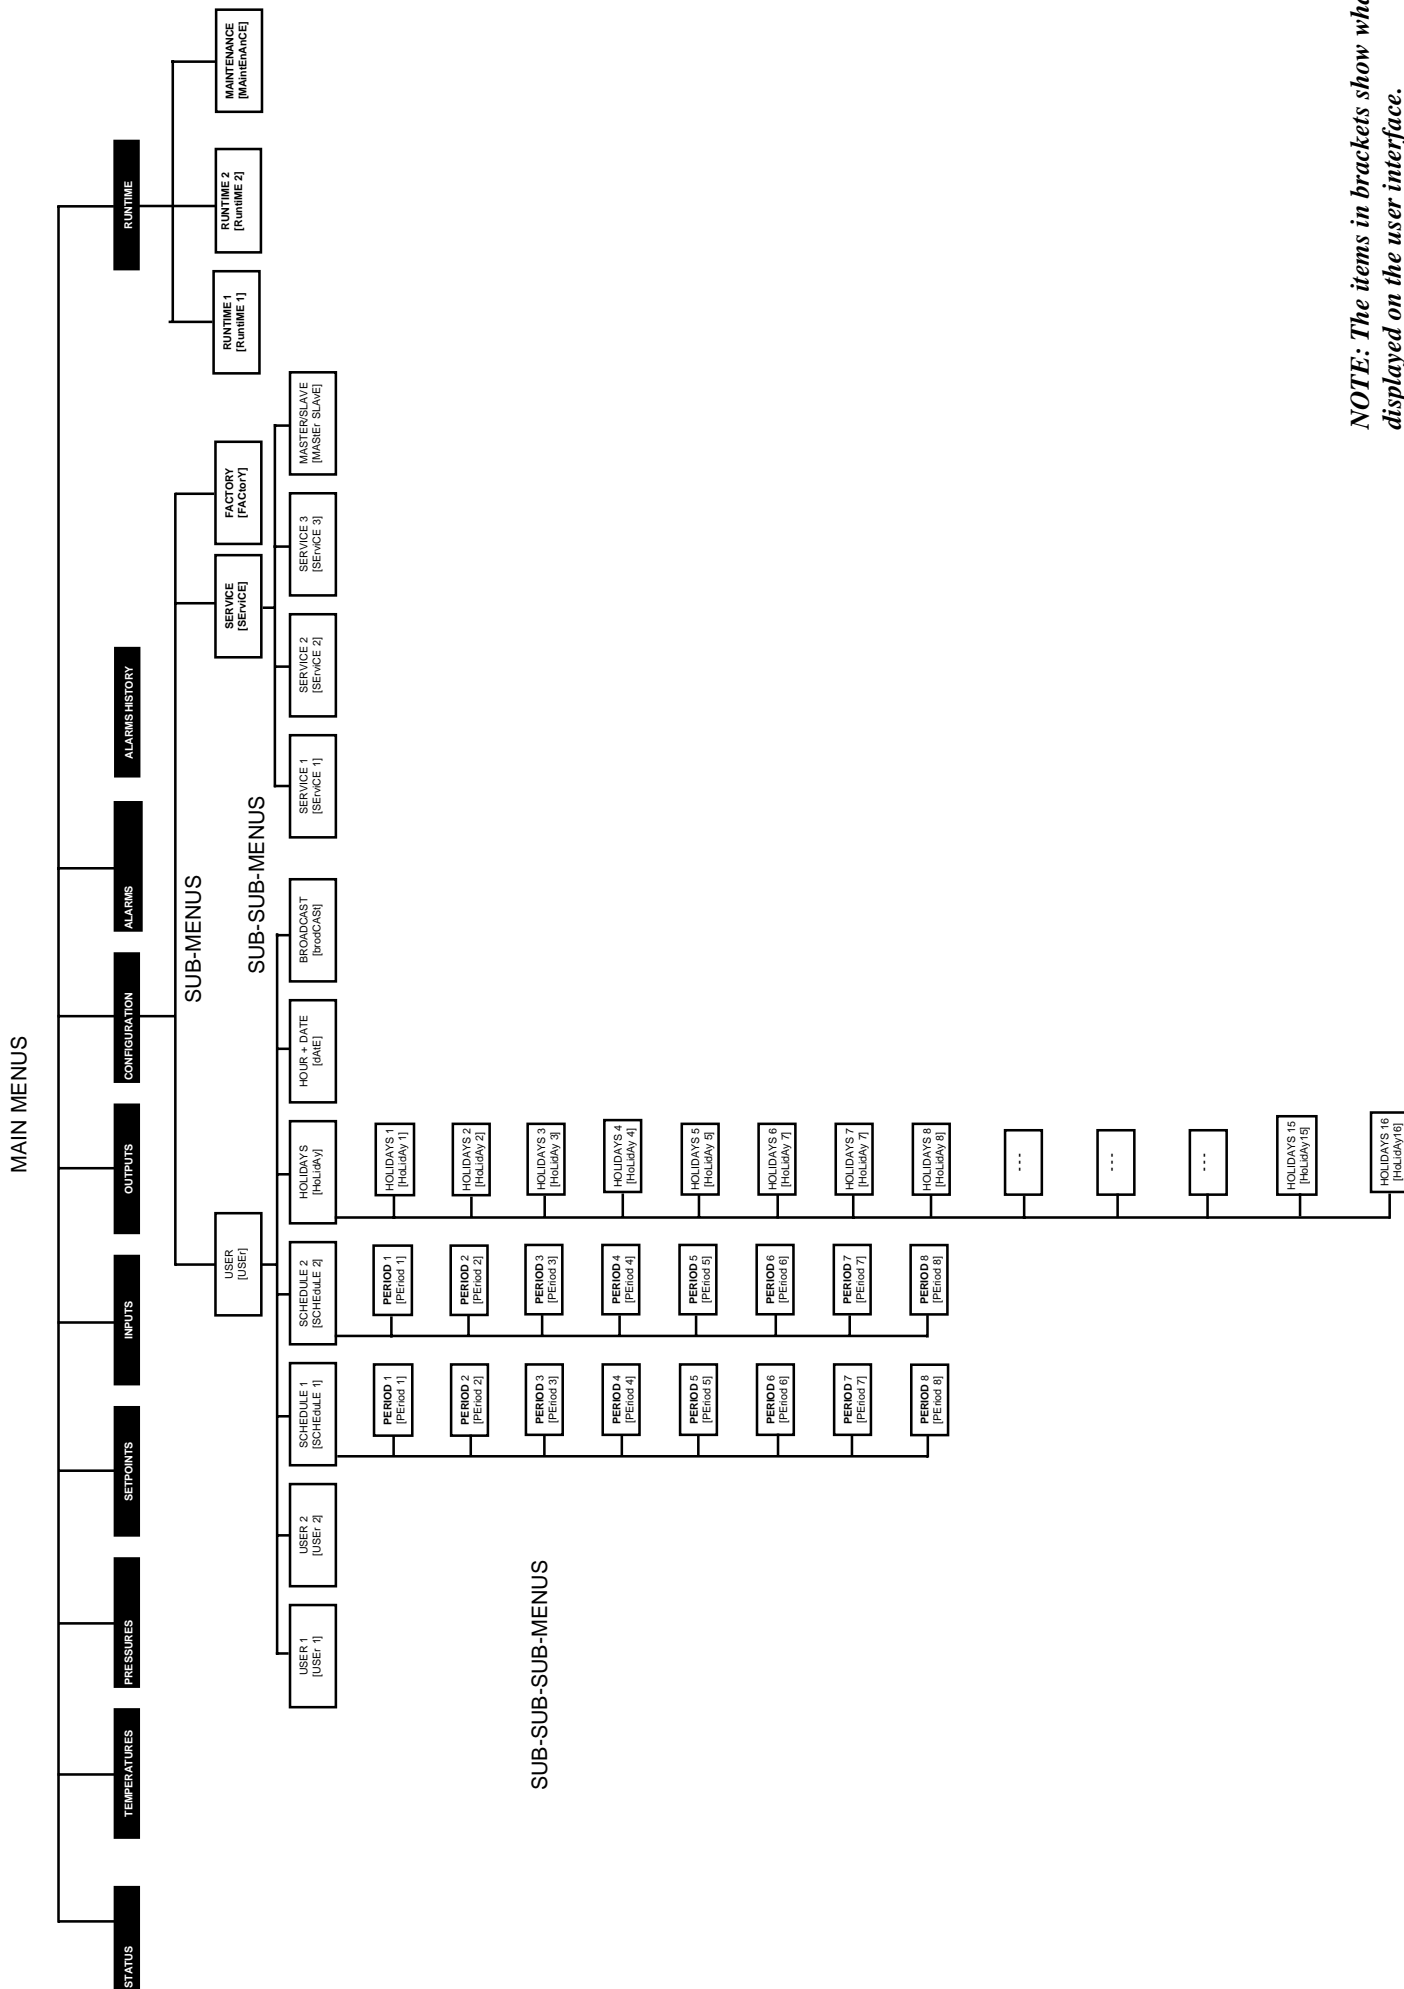 MAIN MENUS
STATUS
TEMPERATURES
PRESSURES
SETPOINTS
INPUTS
OUTPUTS
CONFIGURATION
ALARMS
ALARMS HISTORY
RUNTIME
SUB-MENUS
USER
[USEr]
SERVICE
[SErviCE]
FACTORY
[FACtorY]
RUNTIME 1
[RuntiME 1]
RUNTIME 2
[RuntiME 2]
MAINTENANCE
[MAintEnAnCE]
SUB-SUB-MENUS
USER 1
[USEr 1]
USER 2
[USEr 2]
SCHEDULE 1
[SCHEduLE 1]
SCHEDULE 2
[SCHEduLE 2]
HOLIDAYS
[HoLidAy]
HOUR + DATE
[dAtE]
BROADCAST
[brodCASt]
SERVICE 1
[SErviCE 1]
SERVICE 2
[SErviCE 2]
SERVICE 3
[SErviCE 3]
MASTER/SLAVE
[MAStEr SLAvE]
SUB-SUB-SUB-MENUS
PERIOD 1
[PEriod 1]
PERIOD 2
[PEriod 2]
PERIOD 3
[PEriod 3]
PERIOD 4
[PEriod 4]
PERIOD 5
[PEriod 5]
PERIOD 6
[PEriod 6]
PERIOD 7
[PEriod 7]
PERIOD 8
[PEriod 8]
PERIOD 1
[PEriod 1]
PERIOD 2
[PEriod 2]
PERIOD 3
[PEriod 3]
PERIOD 4
[PEriod 4]
PERIOD 5
[PEriod 5]
PERIOD 6
[PEriod 6]
PERIOD 7
[PEriod 7]
PERIOD 8
[PEriod 8]
HOLIDAYS 1
[HoLidAy 1]
HOLIDAYS 2
[HoLidAy 2]
HOLIDAYS 3
[HoLidAy 3]
HOLIDAYS 4
[HoLidAy 4]
HOLIDAYS 5
[HoLidAy 5]
HOLIDAYS 6
[HoLidAy 7]
HOLIDAYS 7
[HoLidAy 7]
HOLIDAYS 8
[HoLidAy 8]
---
---
---
HOLIDAYS 15
[HoLidAy15]
HOLIDAYS 16
[HoLidAy16]
NOTE: The items in brackets show
displayed on the user interface.